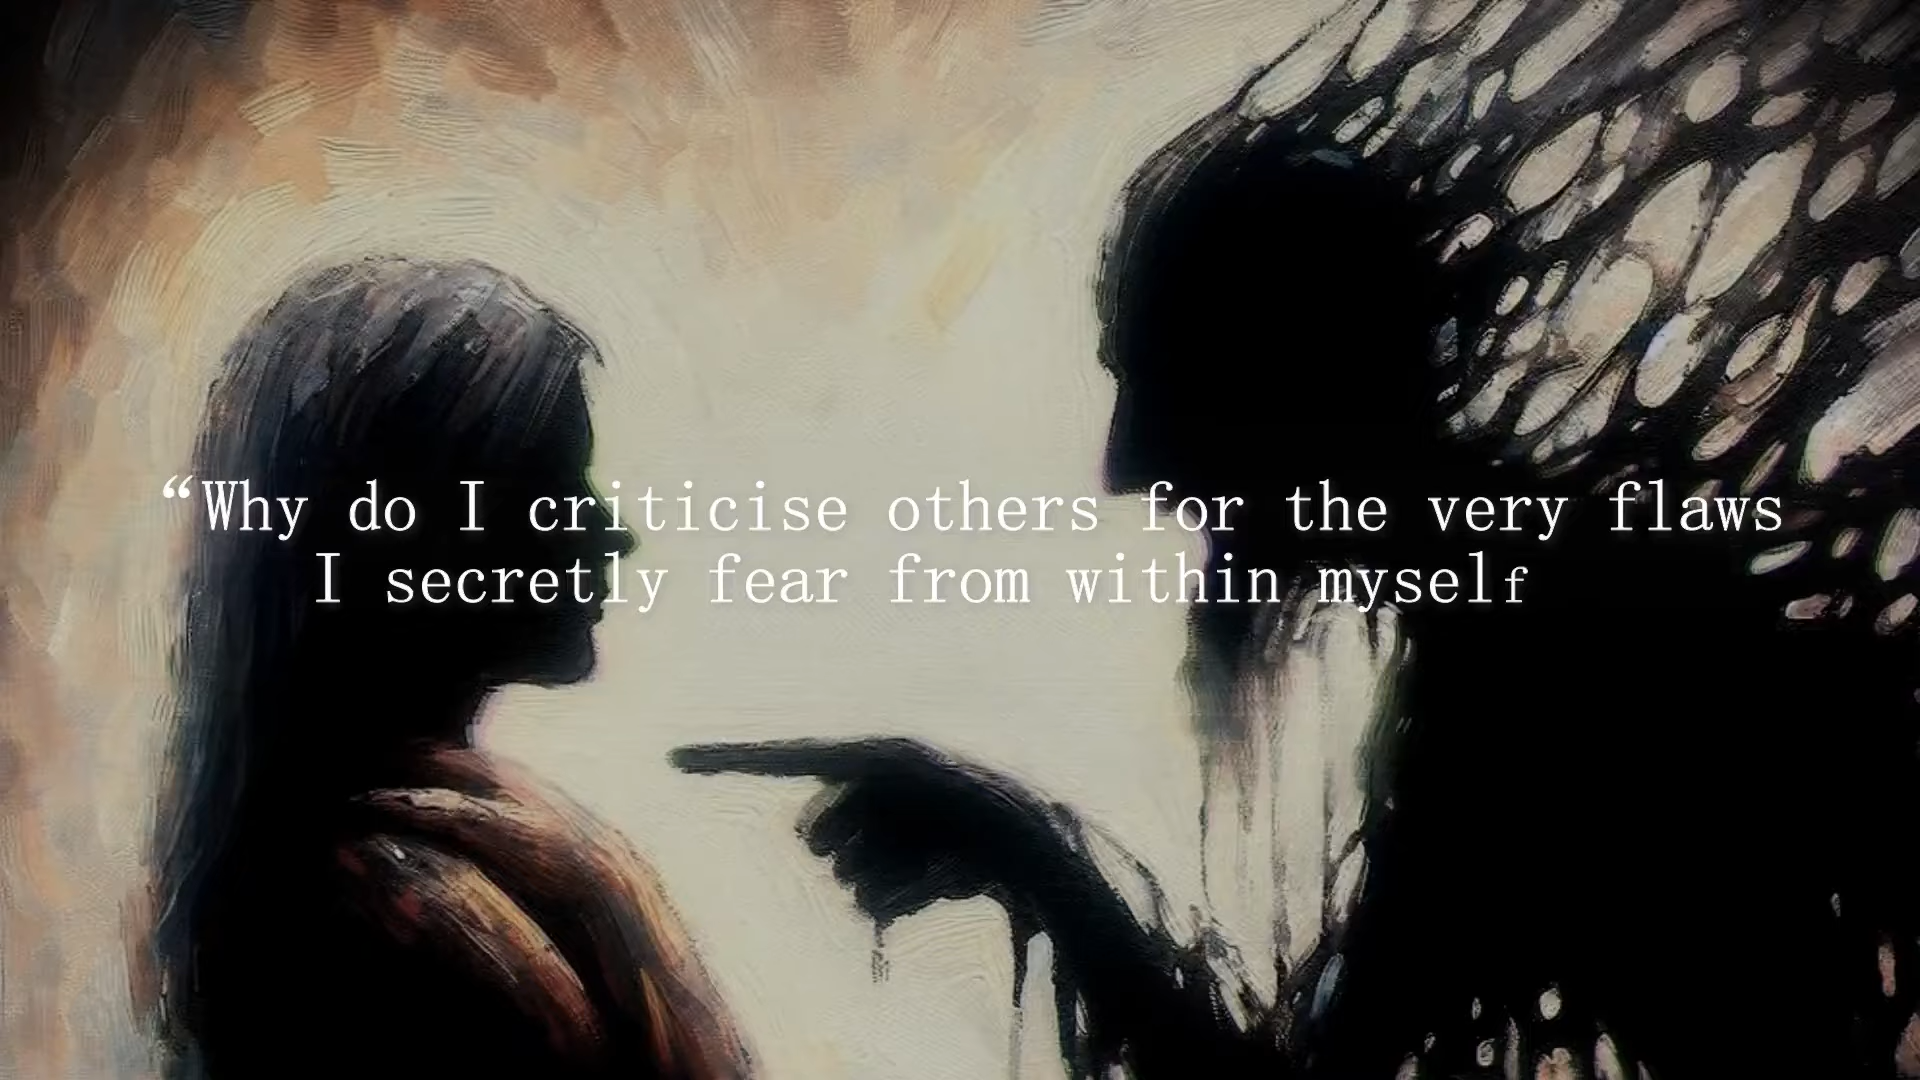 “Why do I criticise others for the very flaws
I secretly fear from within myself